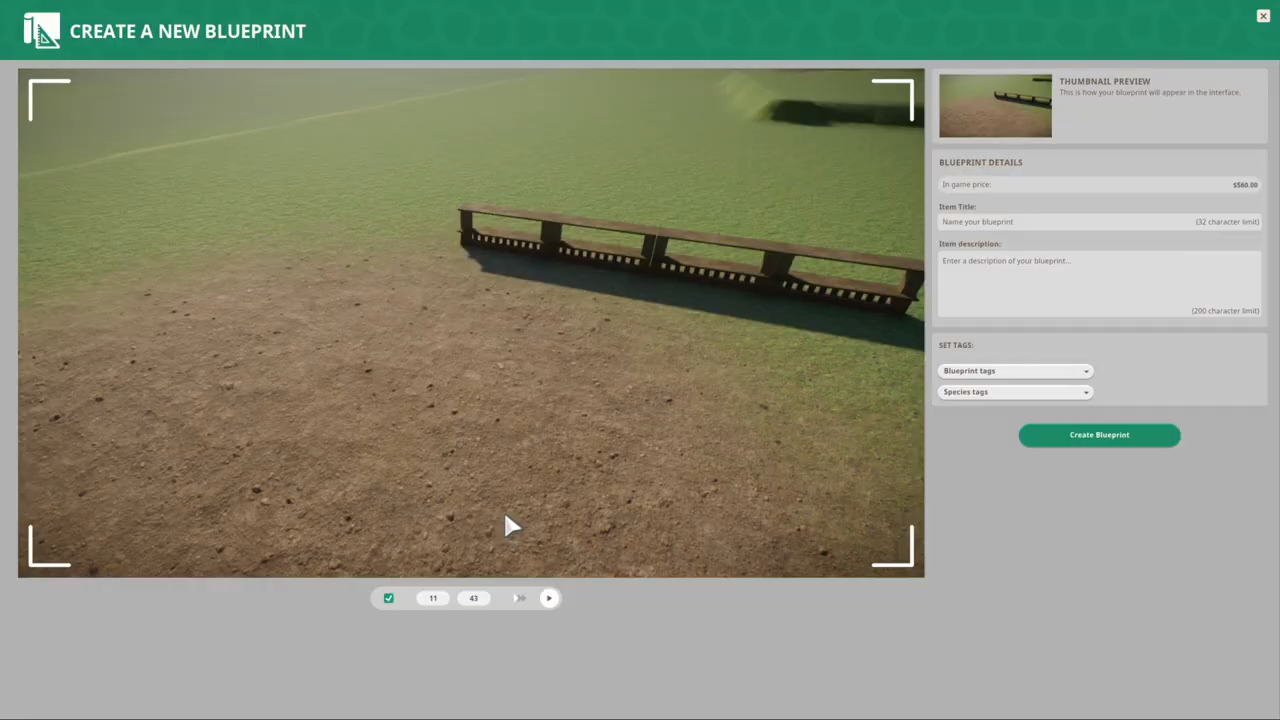 CREATE A NEW BLUEPRINT
THUMBNAIL PREVIEW
This is how your blueprint will appear in the interface.
BLUEPRINT DETAILS
In game price: $560.00
Item Title:
Name your blueprint (32 character limit)
Item description:
Enter a description of your blueprint...
(200 character limit)
SET TAGS:
Blueprint tags
Species tags
Create Blueprint
11 43